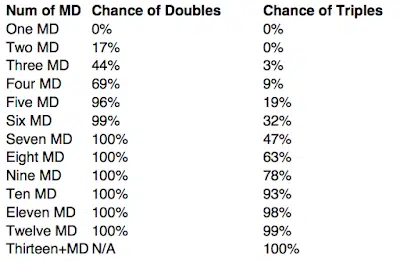 Num of MD Chance of Doubles Chance of Triples
One MD 0% 0%
Two MD 17% 0%
Three MD 44% 3%
Four MD 69% 9%
Five MD 96% 19%
Six MD 99% 32%
Seven MD 100% 47%
Eight MD 100% 63%
Nine MD 100% 78%
Ten MD 100% 93%
Eleven MD 100% 98%
Twelve MD 100% 99%
Thirteen+MD N/A 100%